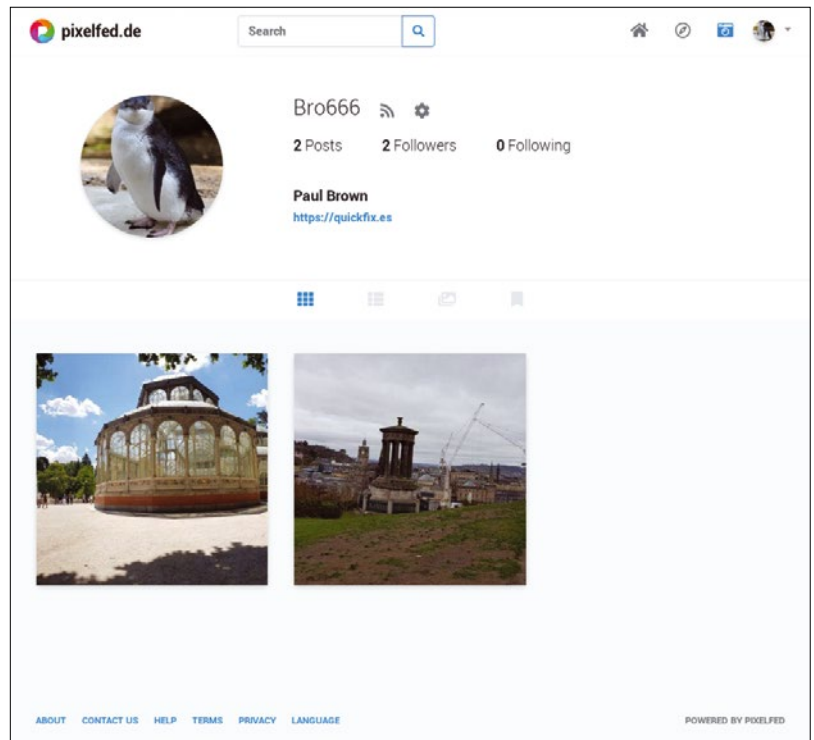 pixelfed.de Search
Bro666
2 Posts 2 Followers 0 Following
Paul Brown
https://quickfix.es
ABOUT CONTACT US HELP TERMS PRIVACY LANGUAGE POWERED BY PIXELFED